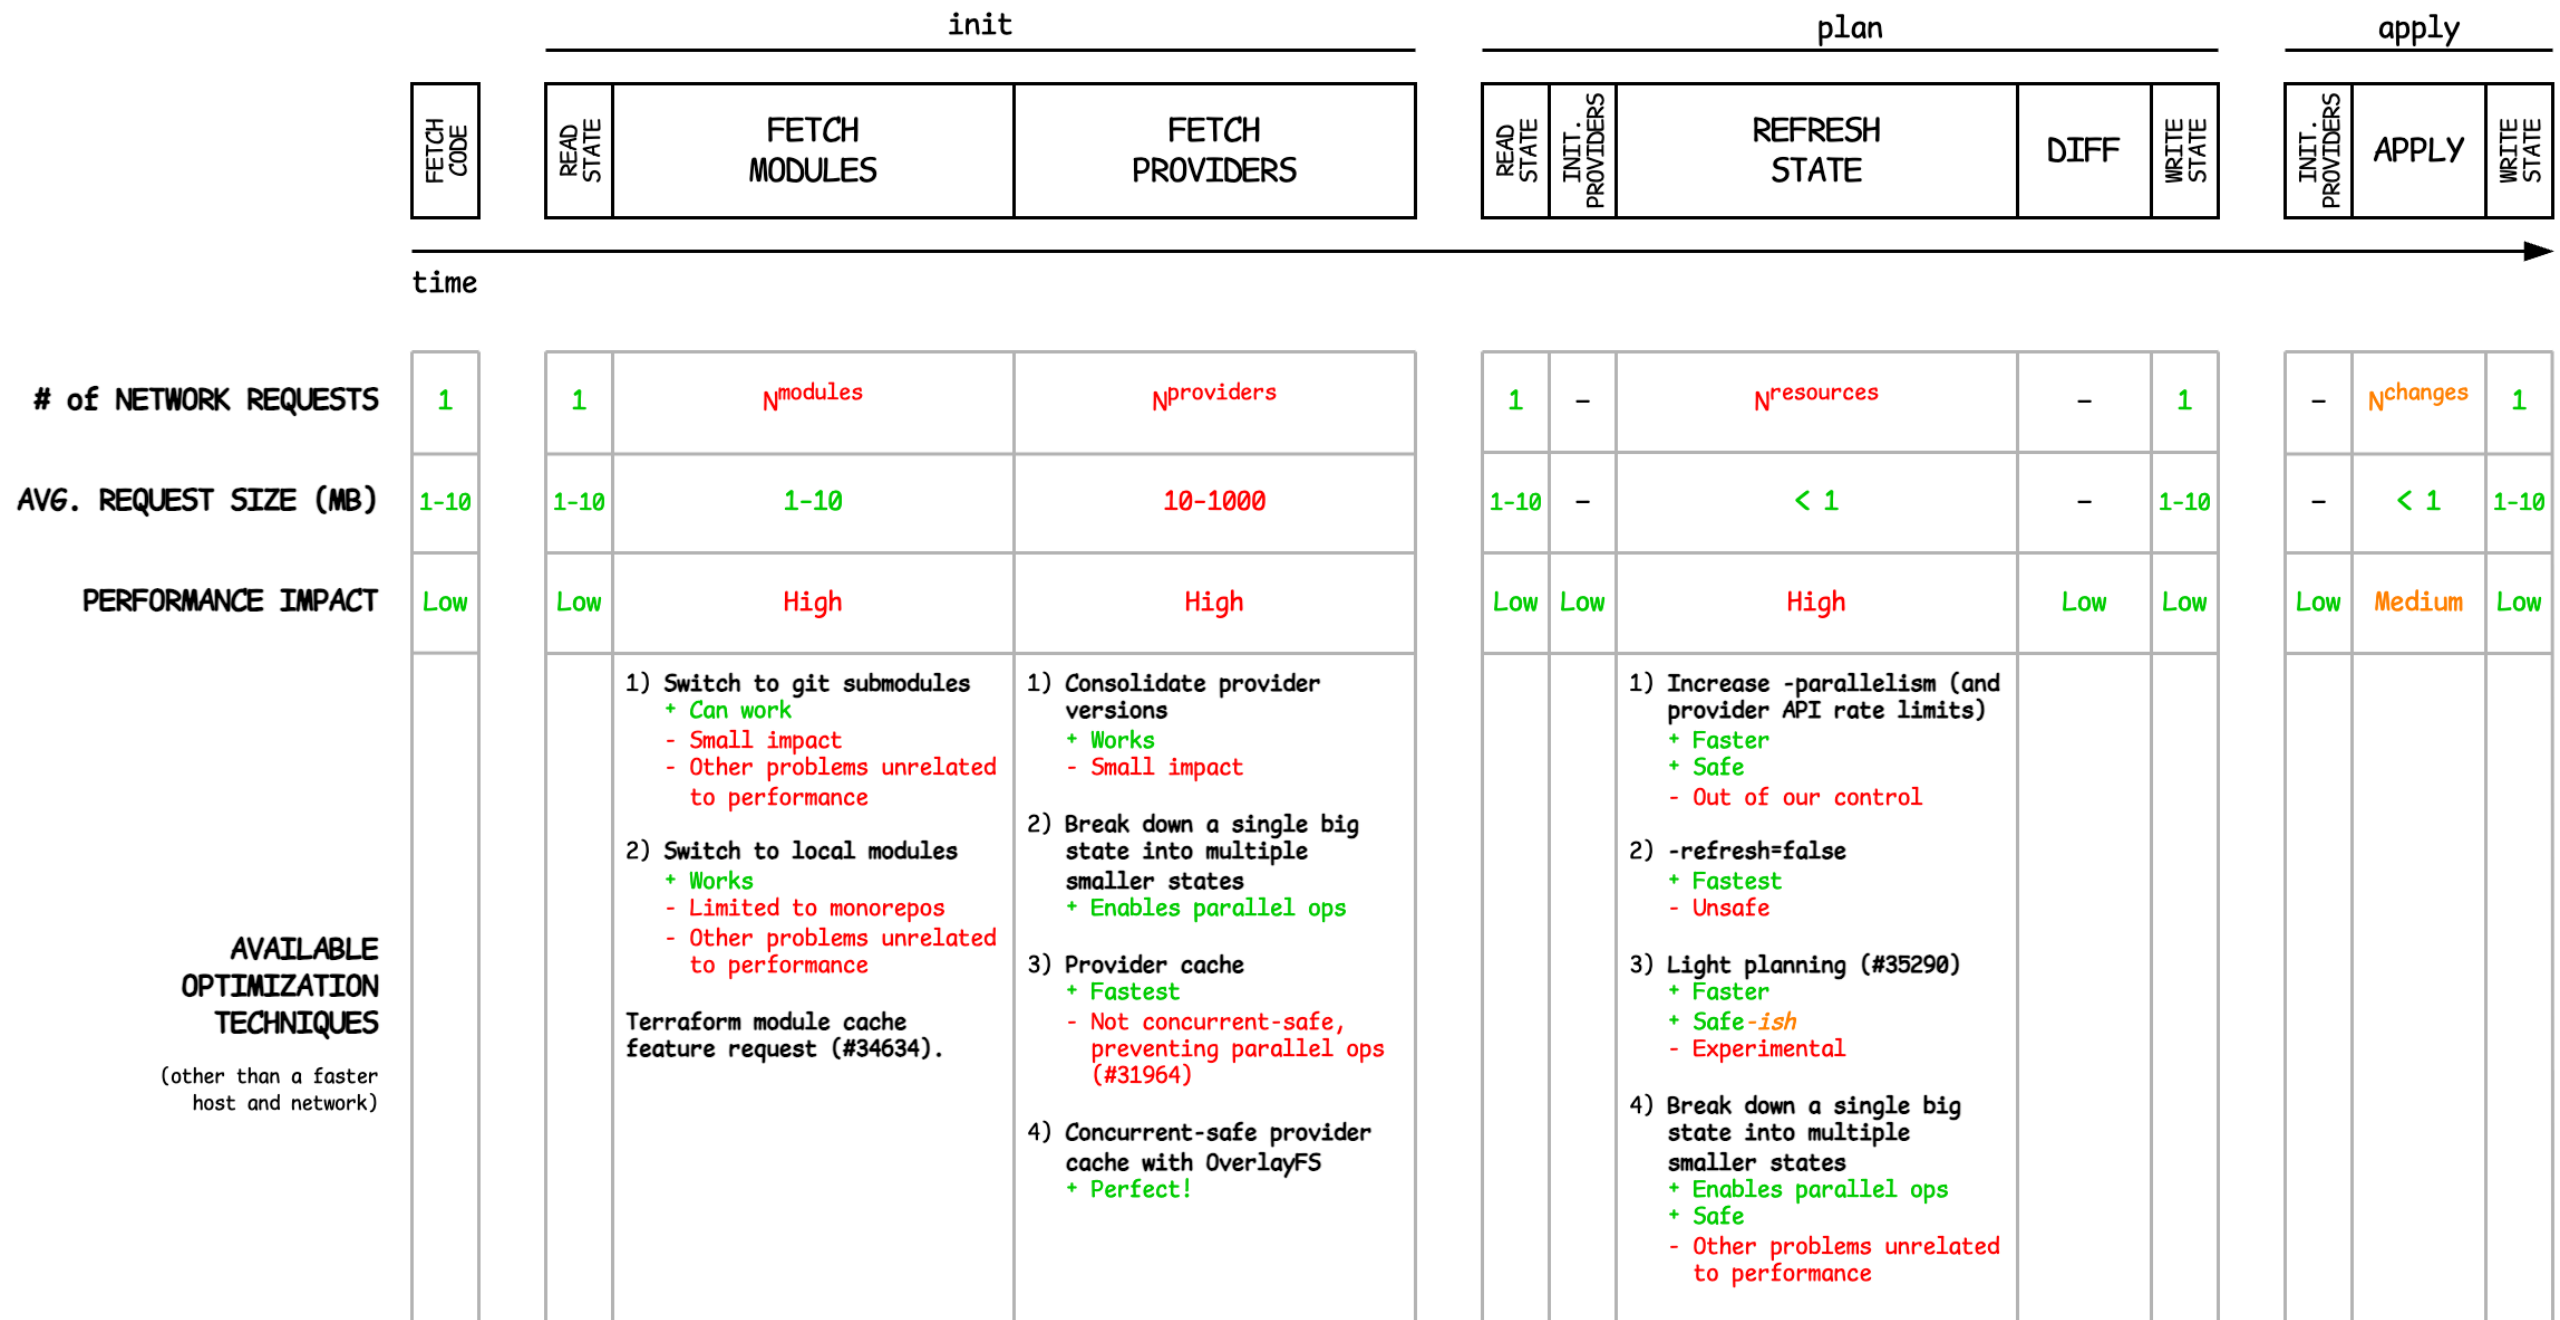 init
plan
apply
FETCH
CODE
READ
STATE
FETCH
MODULES
FETCH
PROVIDERS
READ
STATE
INIT.
PROVIDERS
REFRESH
STATE
DIFF
WRITE
STATE
INIT.
PROVIDERS
APPLY
WRITE
STATE
time
# of NETWORK REQUESTS
1
1
Nmodules
Nproviders
1
-
Nresources
-
1
-
Nchanges
1
AVG. REQUEST SIZE (MB)
1-10
1-10
1-10
10-1000
1-10
-
< 1
-
1-10
-
< 1
1-10
PERFORMANCE IMPACT
Low
Low
High
High
Low
Low
High
Low
Low
Low
Medium
Low
AVAILABLE
OPTIMIZATION
TECHNIQUES
(other than a faster
host and network)
1) Switch to git submodules
+ Can work
- Small impact
- Other problems unrelated
to performance
2) Switch to local modules
+ Works
- Limited to monorepos
- Other problems unrelated
to performance
Terraform module cache
feature request (#34634).
1) Consolidate provider
versions
+ Works
- Small impact
2) Break down a single big
state into multiple
smaller states
+ Enables parallel ops
3) Provider cache
+ Fastest
- Not concurrent-safe,
preventing parallel ops
(#31964)
4) Concurrent-safe provider
cache with OverlayFS
+ Perfect!
1) Increase -parallelism (and
provider API rate limits)
+ Faster
+ Safe
- Out of our control
2) -refresh=false
+ Fastest
- Unsafe
3) Light planning (#35290)
+ Faster
+ Safe-ish
- Experimental
4) Break down a single big
state into multiple
smaller states
+ Enables parallel ops
+ Safe
- Other problems unrelated
to performance